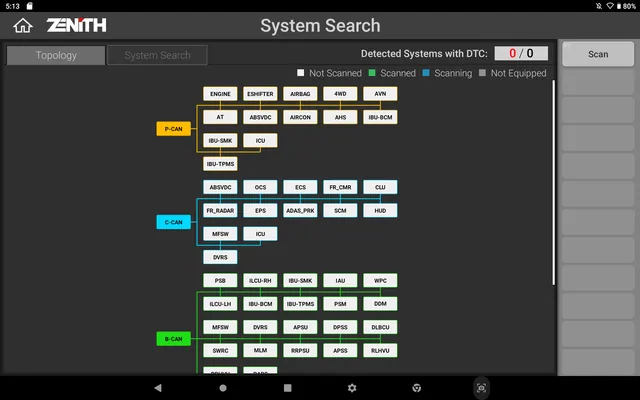 5:13 80%
ZENITH System Search
Topology System Search Detected Systems with DTC: 0 / 0 Scan
Not Scanned Scanned Scanning Not Equipped
ENGINE ESHIFTER AIRBAG 4WD AVN
AT ABSVDC AIRCON AHS IBU-BCM
P-CAN
IBU-SMK ICU
IBU-TPMS
ABSVDC OCS ECS FR_CMR CLU
FR_RADAR EPS ADAS_PRK SCM HUD
C-CAN
MFSW ICU
DVRS
PSB ILCU-RH IBU-SMK IAU WPC
ILCU-LH IBU-BCM IBU-TPMS PSM DDM
MFSW DVRS APSU DPSS DLBCU
B-CAN
SWRC MLM RRPSU APSS RLHVU